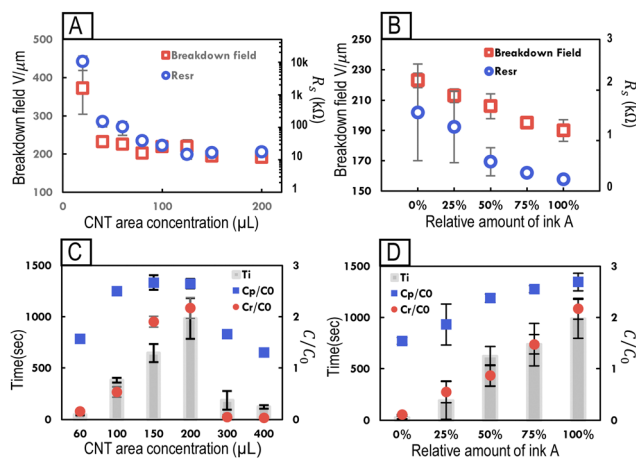 A
Breakdown field V/μm
500
400
300
200
100
Breakdown field
Resr
10k
1k
100
10
1
Rs (kΩ)
0 50 100 150 200
CNT area concentration (μL)
B
Breakdown field V/μm
250
230
210
190
170
150
Breakdown Field
Resr
3
2
1
0
Rs (kΩ)
0% 25% 50% 75% 100%
Relative amount of ink A
C
Time(sec)
1500
1000
500
0
Ti
Cp/C0
Cr/C0
3
2
1
0
C/C0
60 100 150 200 300 400
CNT area concentration (μL)
D
Time(sec)
1500
1000
500
0
Ti
Cp/C0
Cr/C0
3
2
1
0
C/C0
0% 25% 50% 75% 100%
Relative amount of ink A